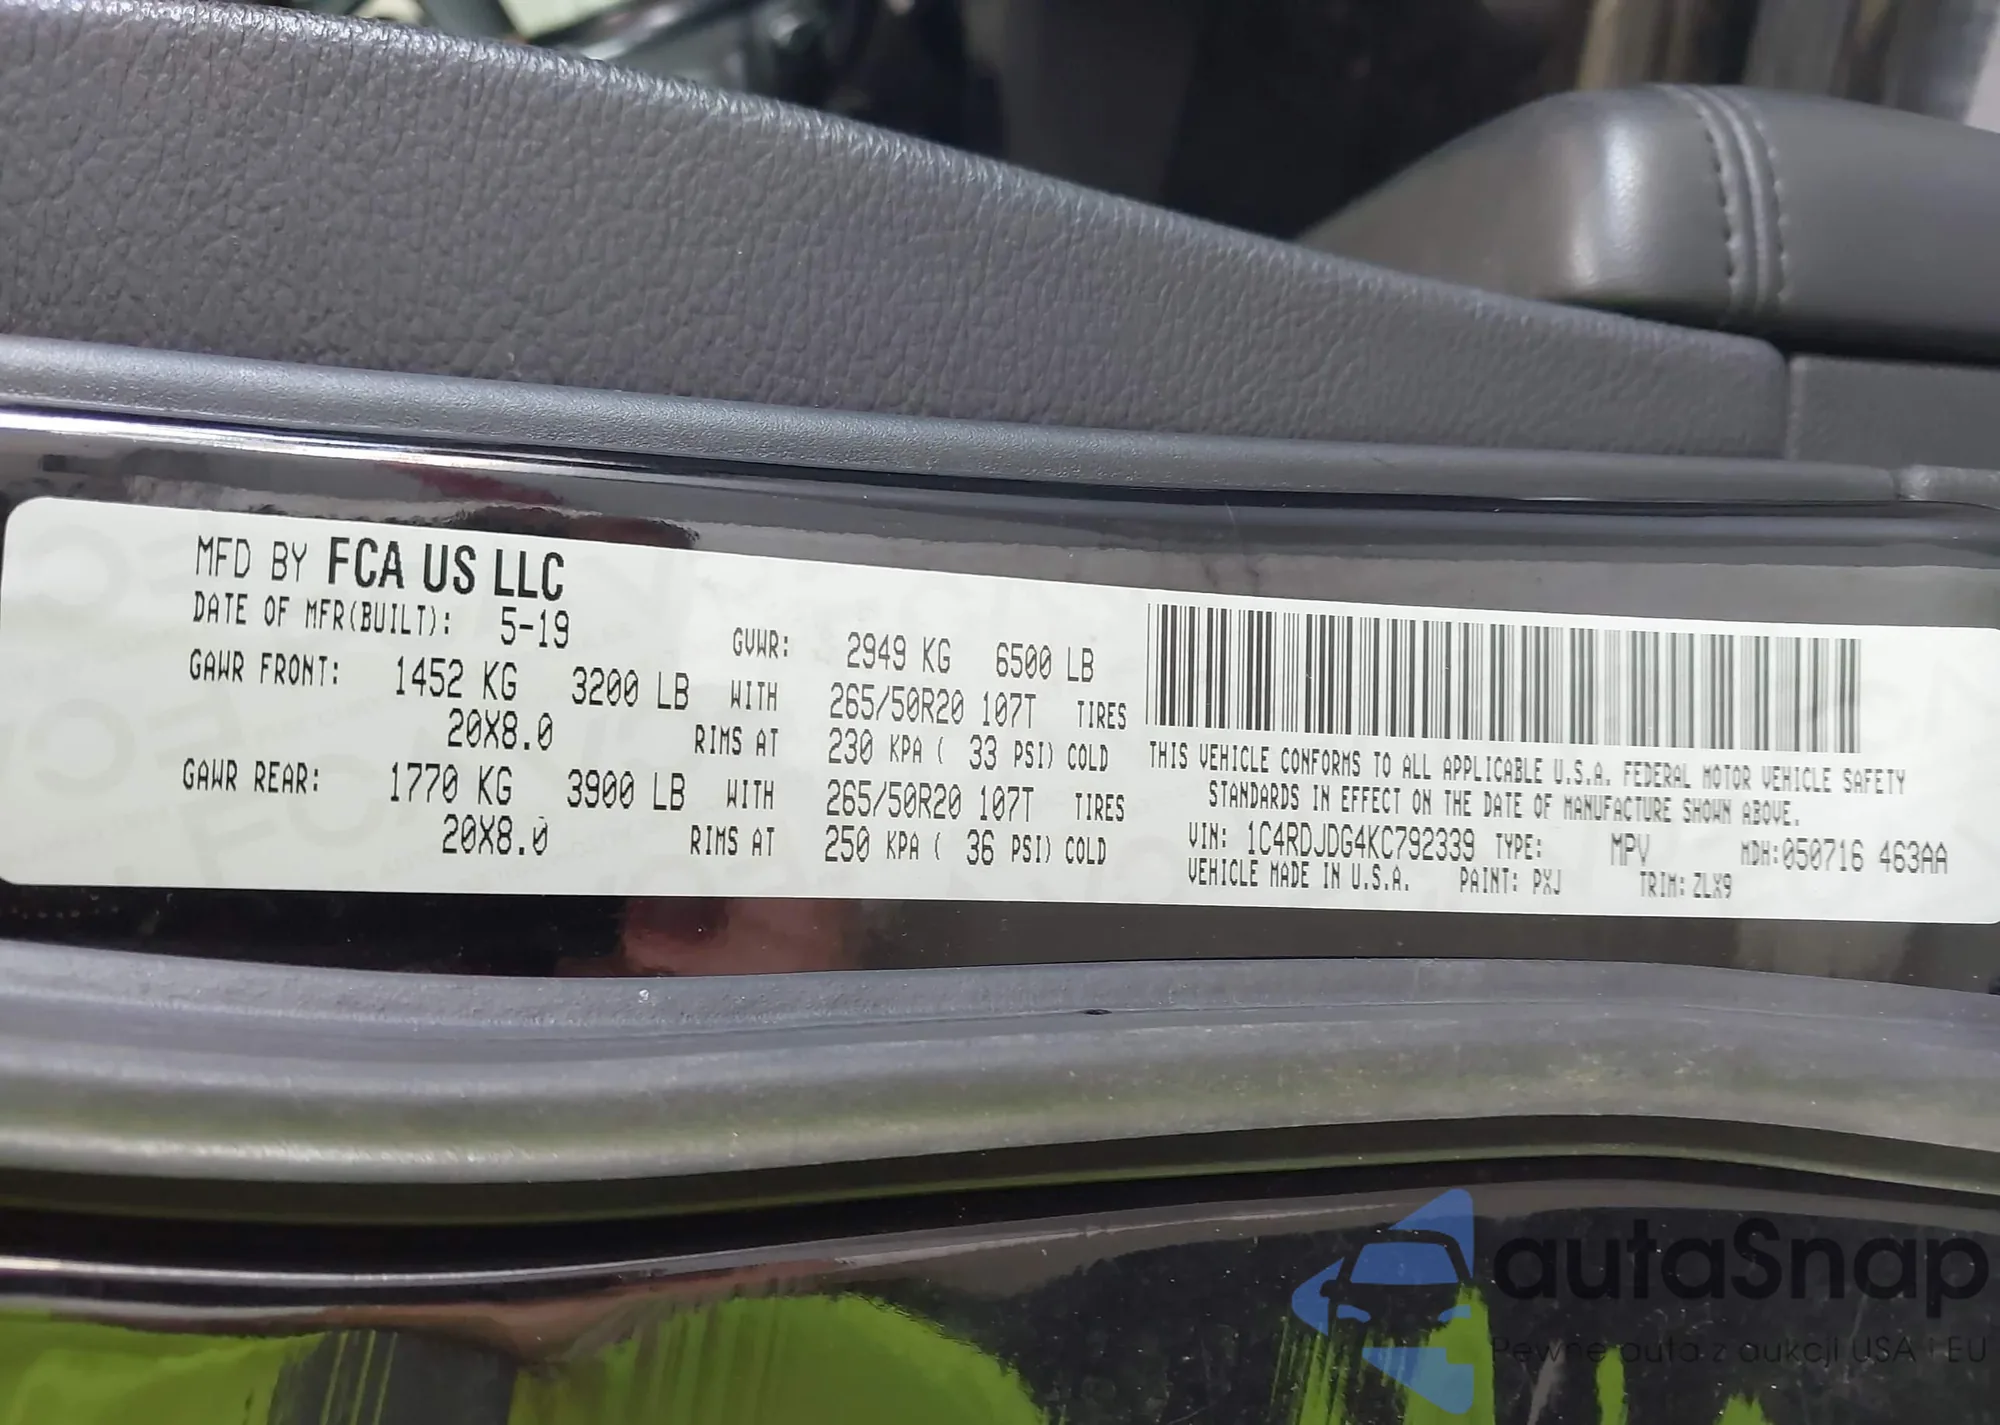 MFD BY FCA US LLC
DATE OF MFR(BUILT): 5-19 GVWR: 2949 KG 6500 LB
GAWR FRONT: 1452 KG 3200 LB WITH 265/50R20 107T TIRES
20X8.0 RIMS AT 230 KPA ( 33 PSI) COLD
GAWR REAR: 1770 KG 3900 LB WITH 265/50R20 107T TIRES
20X8.0 RIMS AT 250 KPA ( 36 PSI) COLD
THIS VEHICLE CONFORMS TO ALL APPLICABLE U.S.A. FEDERAL MOTOR VEHICLE SAFETY
STANDARDS IN EFFECT ON THE DATE OF MANUFACTURE SHOWN ABOVE.
VIN: 1C4RDJDG4KC792339 TYPE: MPV MDH:050716 463AA
VEHICLE MADE IN U.S.A. PAINT: PXJ TRIM: ZLX9
autaSnap
Pewne auta z aukcji USA i EU